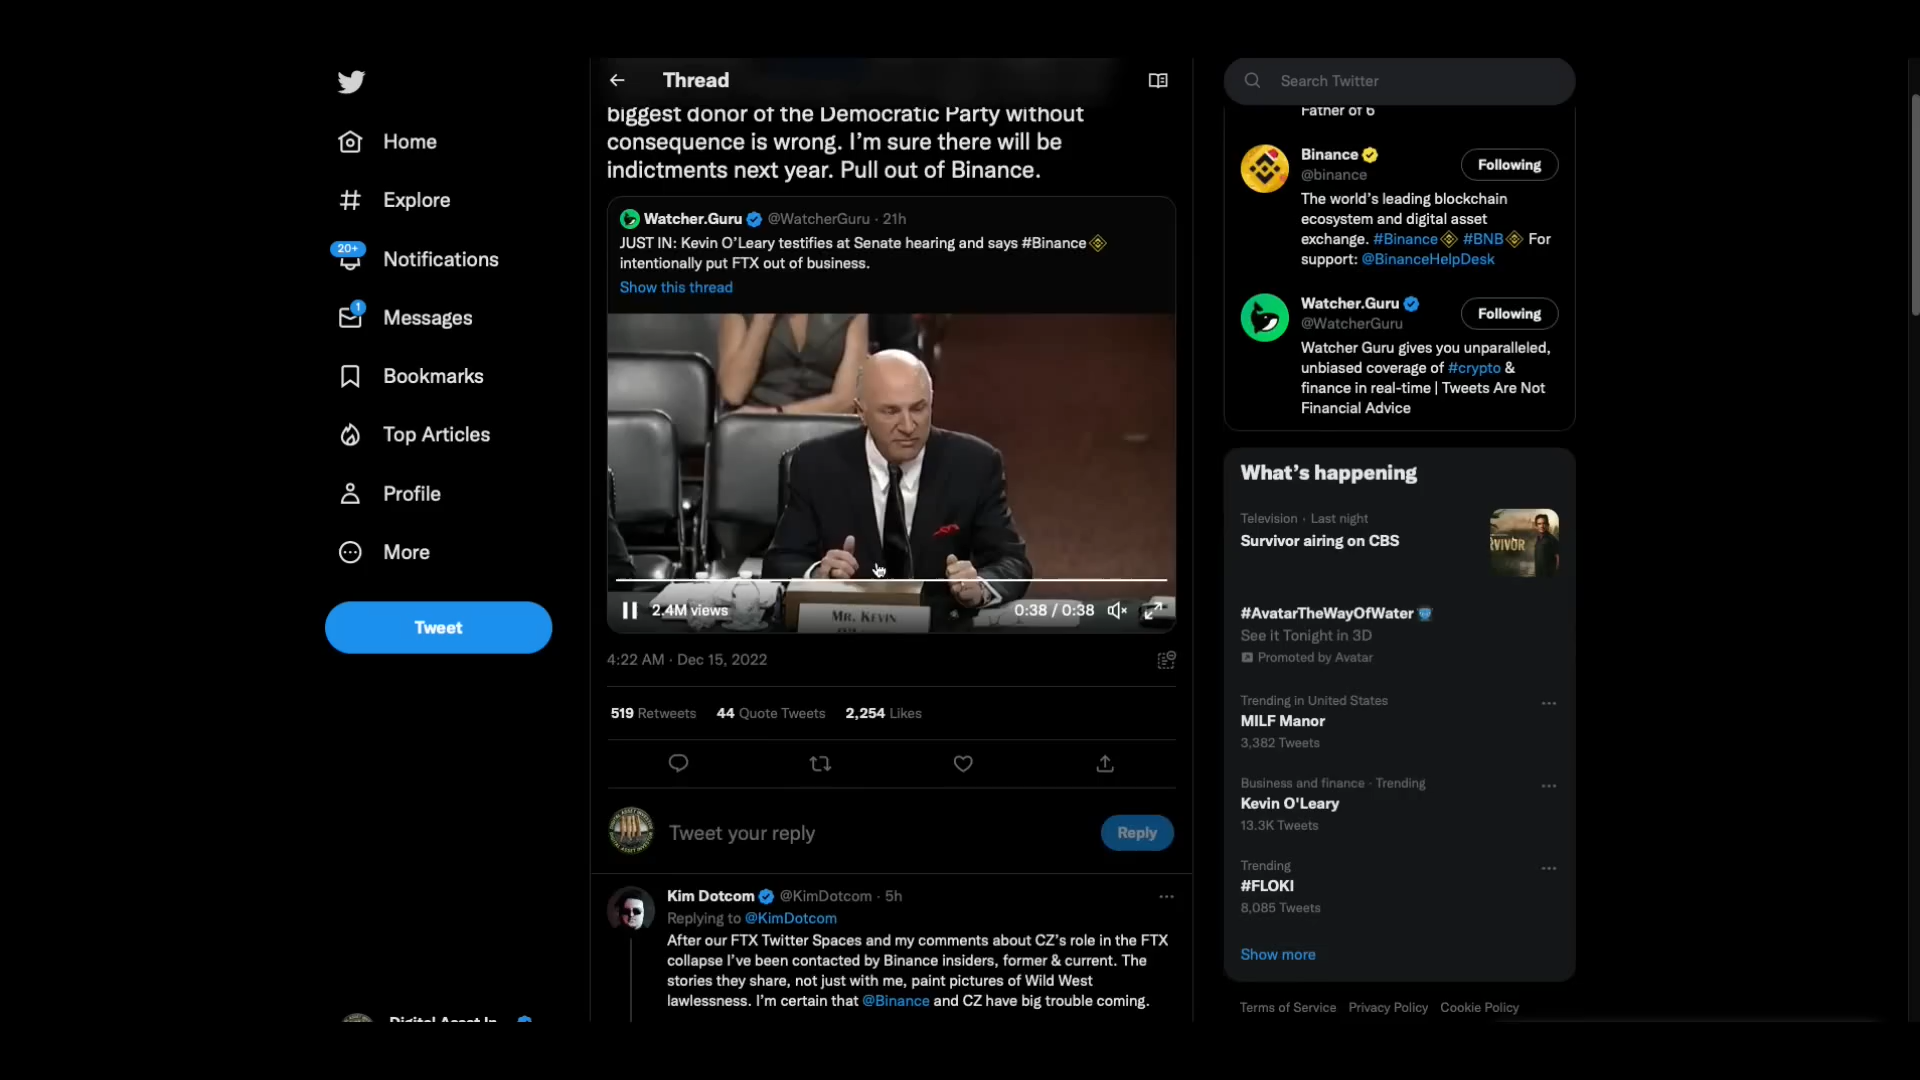 Home
Explore
20+
Notifications
1
Messages
Bookmarks
Top Articles
Profile
More
Tweet
Thread
biggest donor of the Democratic Party without
consequence is wrong. I’m sure there will be
indictments next year. Pull out of Binance.
Watcher.Guru @WatcherGuru · 21h
JUST IN: Kevin O’Leary testifies at Senate hearing and says #Binance
intentionally put FTX out of business.
Show this thread
MR. KEVIN
2.4M views
0:38 / 0:38
4:22 AM · Dec 15, 2022
519 Retweets 44 Quote Tweets 2,254 Likes
Tweet your reply
Reply
Kim Dotcom @KimDotcom · 5h
Replying to @KimDotcom
After our FTX Twitter Spaces and my comments about CZ’s role in the FTX
collapse I’ve been contacted by Binance insiders, former & current. The
stories they share, not just with me, paint pictures of Wild West
lawlessness. I’m certain that @Binance and CZ have big trouble coming.
Search Twitter
Father of 6
Binance
@binance
Following
The world’s leading blockchain
ecosystem and digital asset
exchange. #Binance #BNB For
support: @BinanceHelpDesk
Watcher.Guru
@WatcherGuru
Following
Watcher Guru gives you unparalleled,
unbiased coverage of #crypto &
finance in real-time | Tweets Are Not
Financial Advice
What’s happening
Television · Last night
Survivor airing on CBS
#AvatarTheWayOfWater
See it Tonight in 3D
Promoted by Avatar
Trending in United States
MILF Manor
3,382 Tweets
Business and finance · Trending
Kevin O'Leary
13.3K Tweets
Trending
#FLOKI
8,085 Tweets
Show more
Terms of Service Privacy Policy Cookie Policy
Digital Asset In